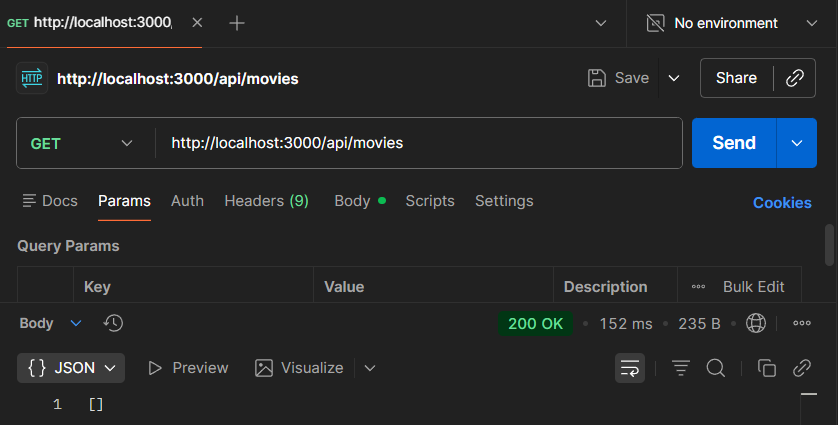 GET http://localhost:3000, No environment
HTTP http://localhost:3000/api/movies Save Share
GET http://localhost:3000/api/movies Send
Docs Params Auth Headers (9) Body Scripts Settings Cookies
Query Params
Key Value Description Bulk Edit
Body 200 OK 152 ms 235 B
{} JSON Preview Visualize
1 []